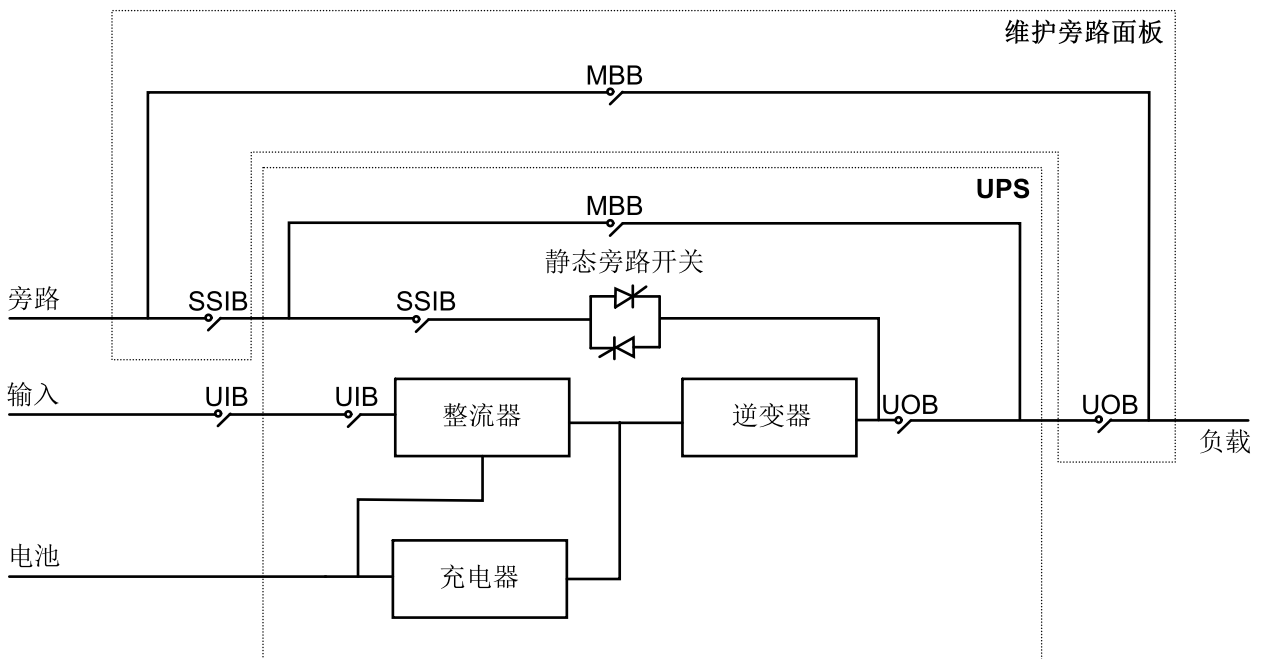 维护旁路面板
MBB
UPS
MBB
静态旁路开关
旁路
SSIB
SSIB
输入
UIB
UIB
整流器
逆变器
UOB
UOB
负载
电池
充电器